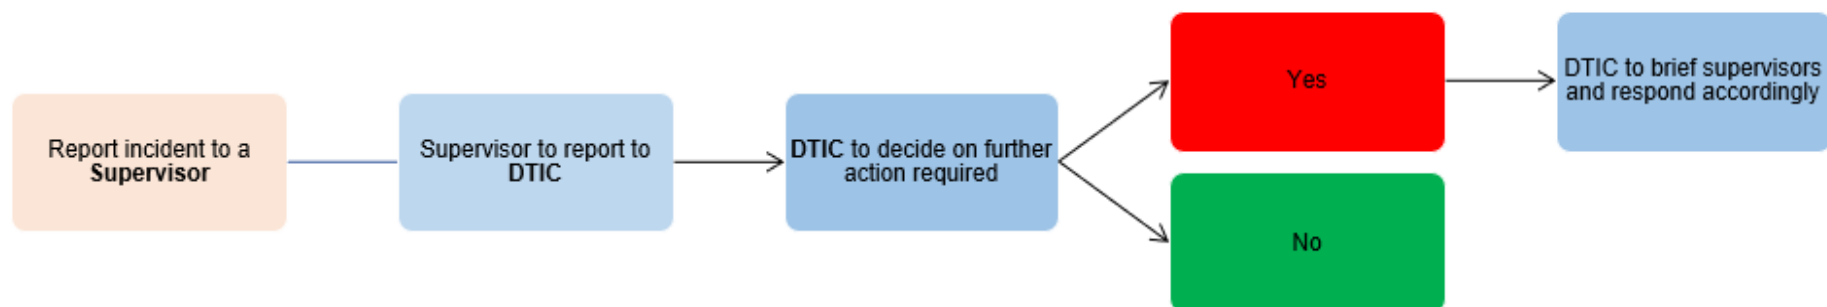 Report incident to a
Supervisor
Supervisor to report to
DTIC
DTIC to decide on further
action required
Yes
No
DTIC to brief supervisors
and respond accordingly